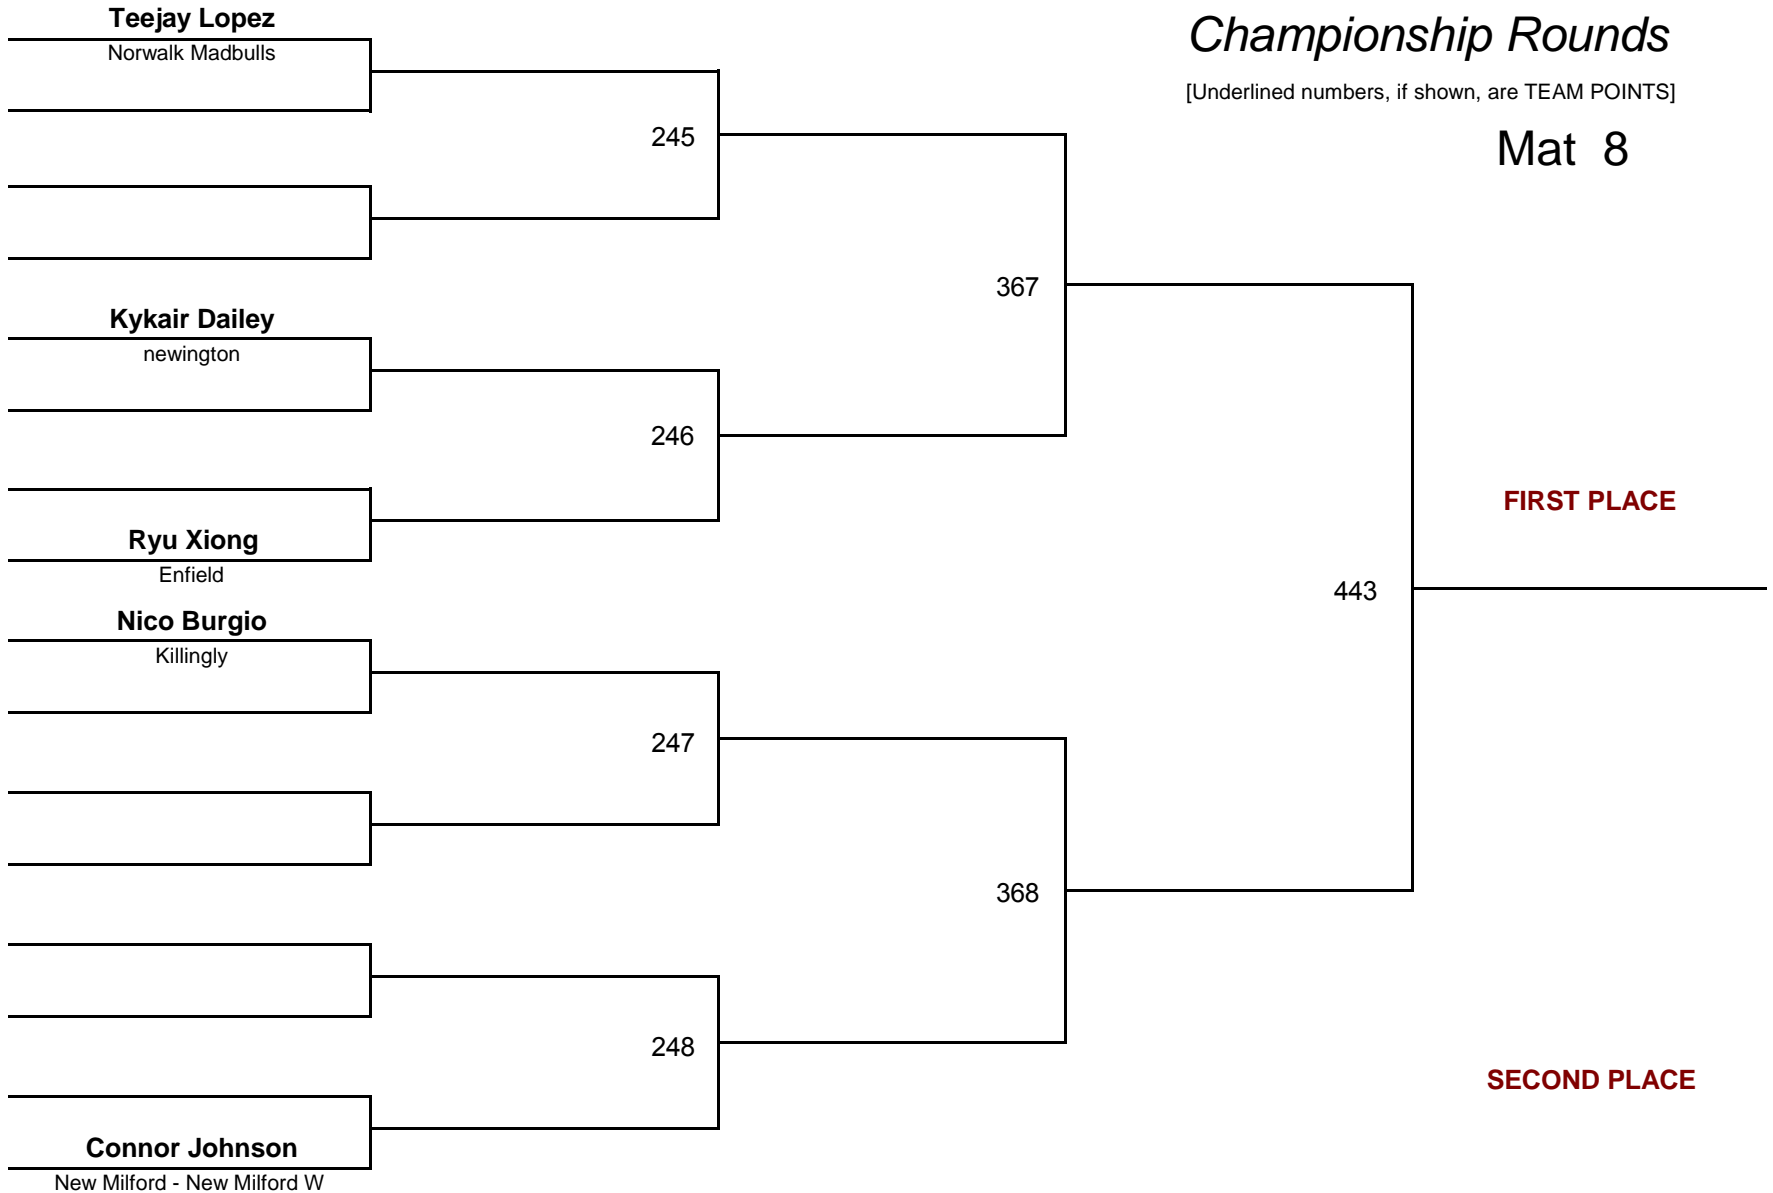 Teejay Lopez
Norwalk Madbulls
Championship Rounds
[Underlined numbers, if shown, are TEAM POINTS]
Mat 8
245
367
Kykair Dailey
newington
246
FIRST PLACE
Ryu Xiong
Enfield
443
Nico Burgio
Killingly
247
368
248
SECOND PLACE
Connor Johnson
New Milford - New Milford W